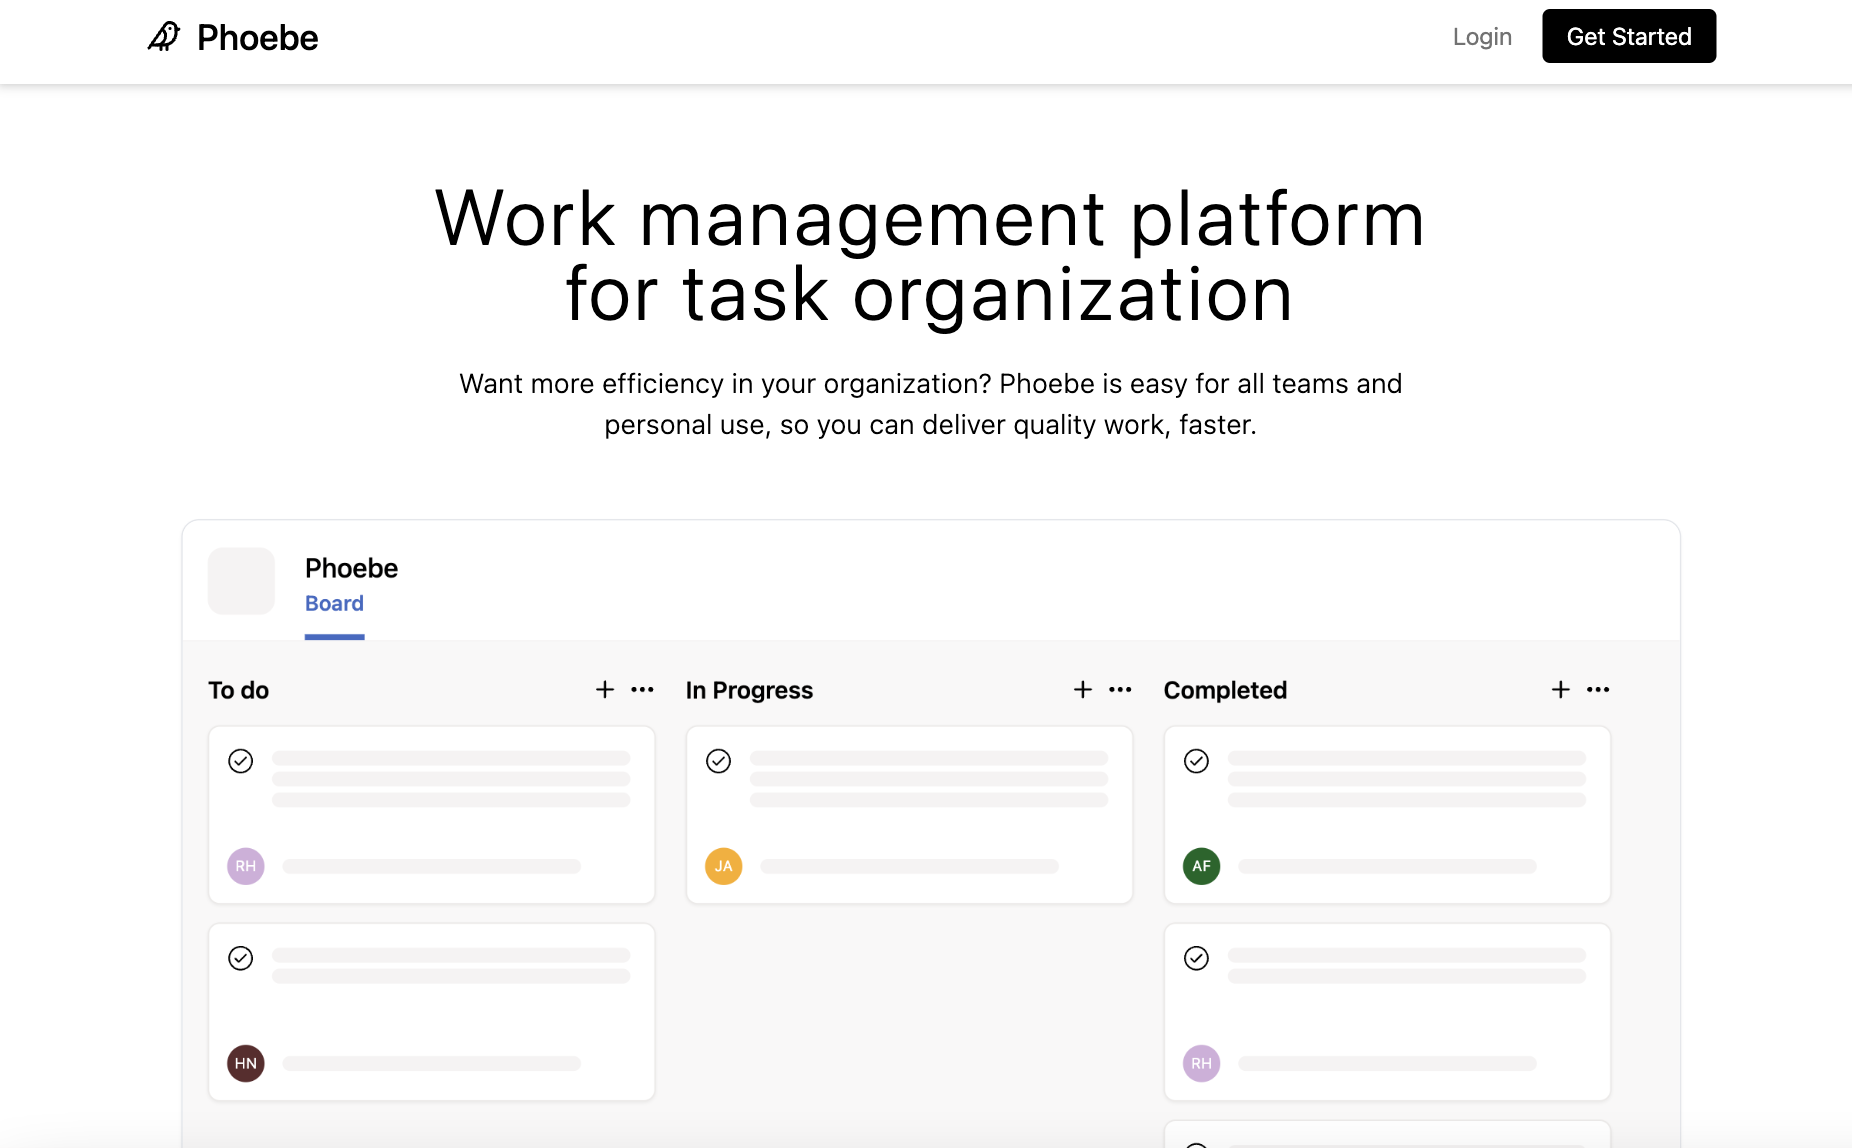 Phoebe
Login
Get Started
Work management platform
for task organization
Want more efficiency in your organization? Phoebe is easy for all teams and
personal use, so you can deliver quality work, faster.
Phoebe
Board
To do
In Progress
Completed
RH
JA
AF
HN
RH